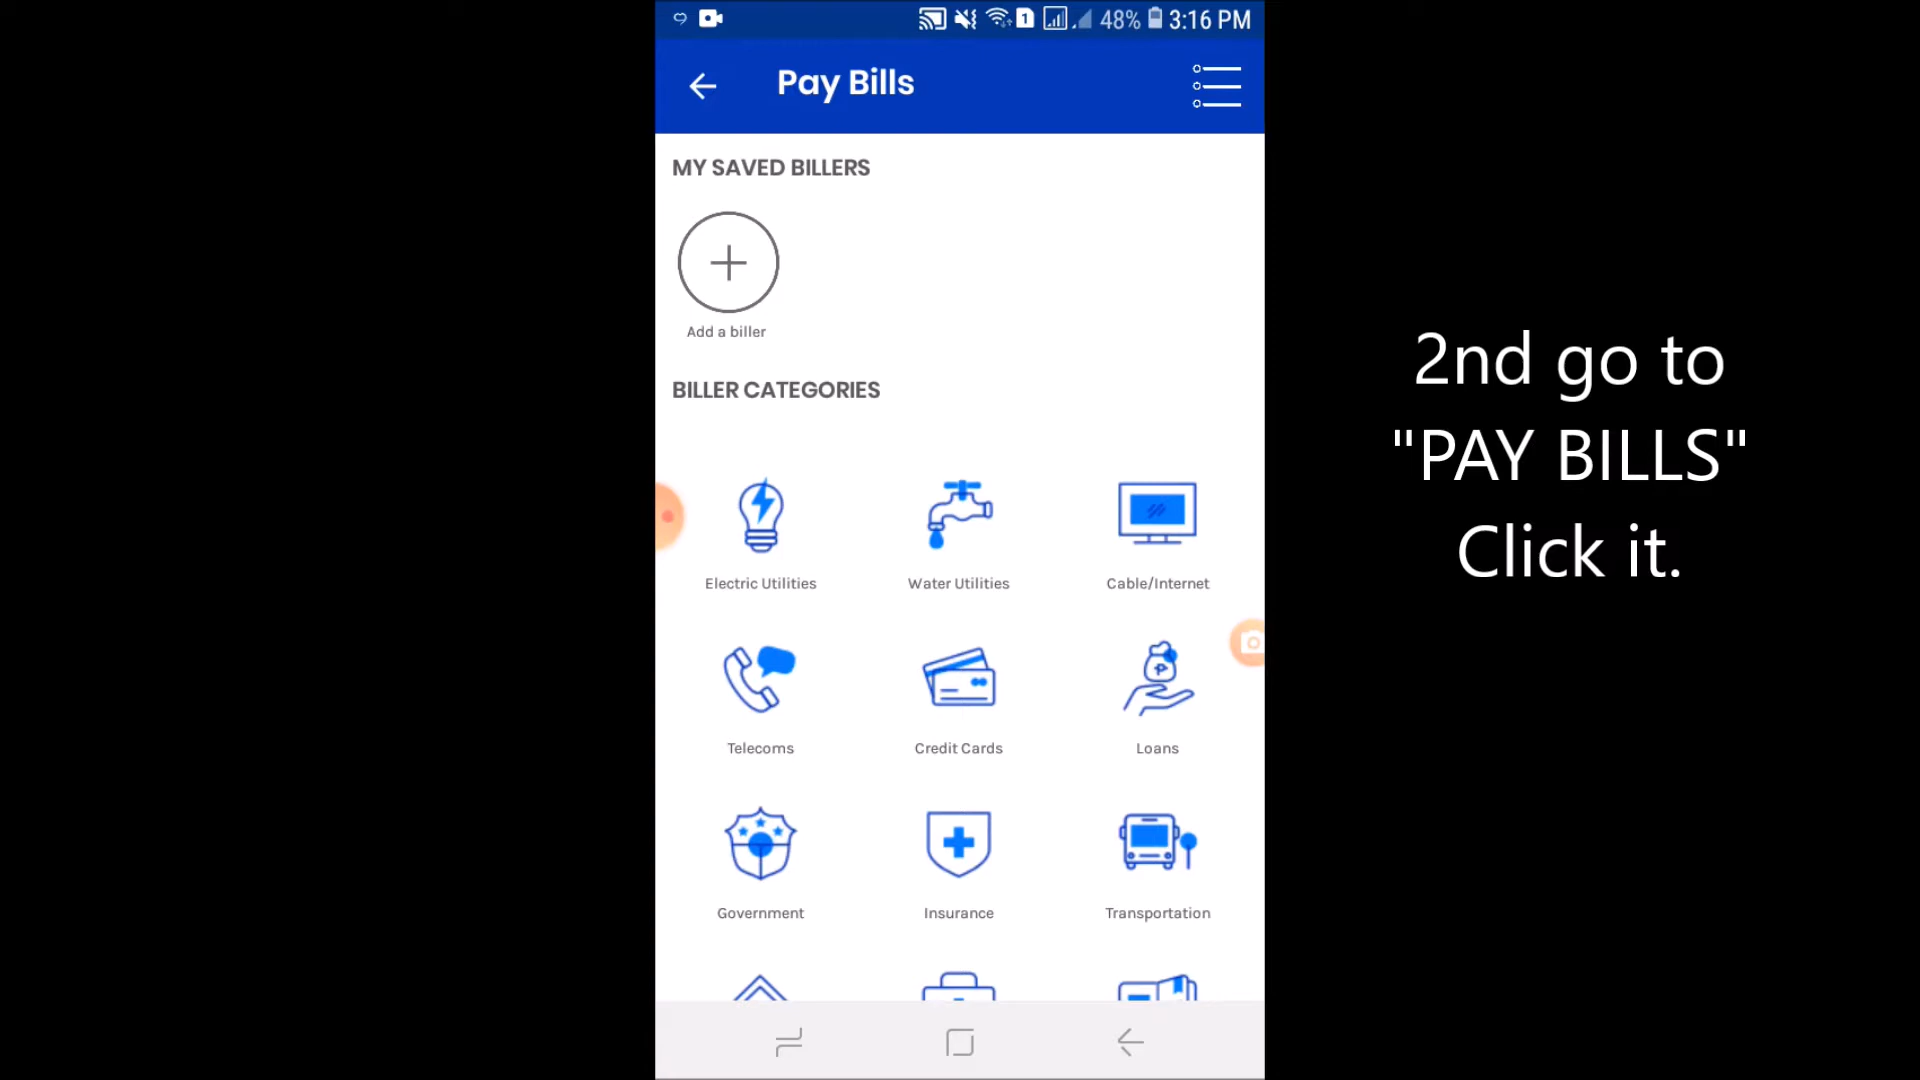 1 48% 3:16 PM
Pay Bills
MY SAVED BILLERS
Add a biller
BILLER CATEGORIES
Electric Utilities Water Utilities Cable/Internet
Telecoms Credit Cards Loans
Government Insurance Transportation
2nd go to
"PAY BILLS"
Click it.